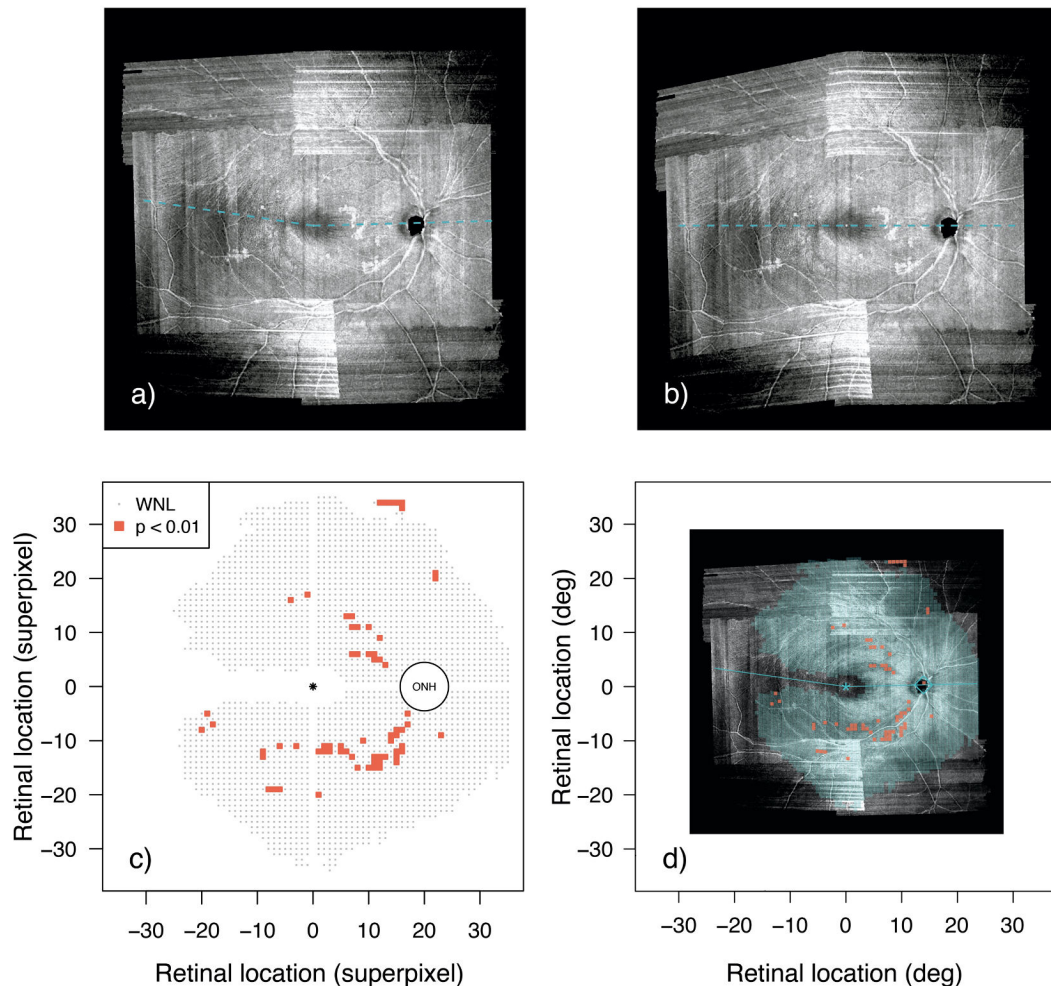 a)
b)
WNL
p < 0.01
ONH
c)
30
20
10
0
−10
−20
−30
−30 −20 −10 0 10 20 30
Retinal location (superpixel)
Retinal location (superpixel)
d)
30
20
10
0
−10
−20
−30
−30 −20 −10 0 10 20 30
Retinal location (deg)
Retinal location (deg)